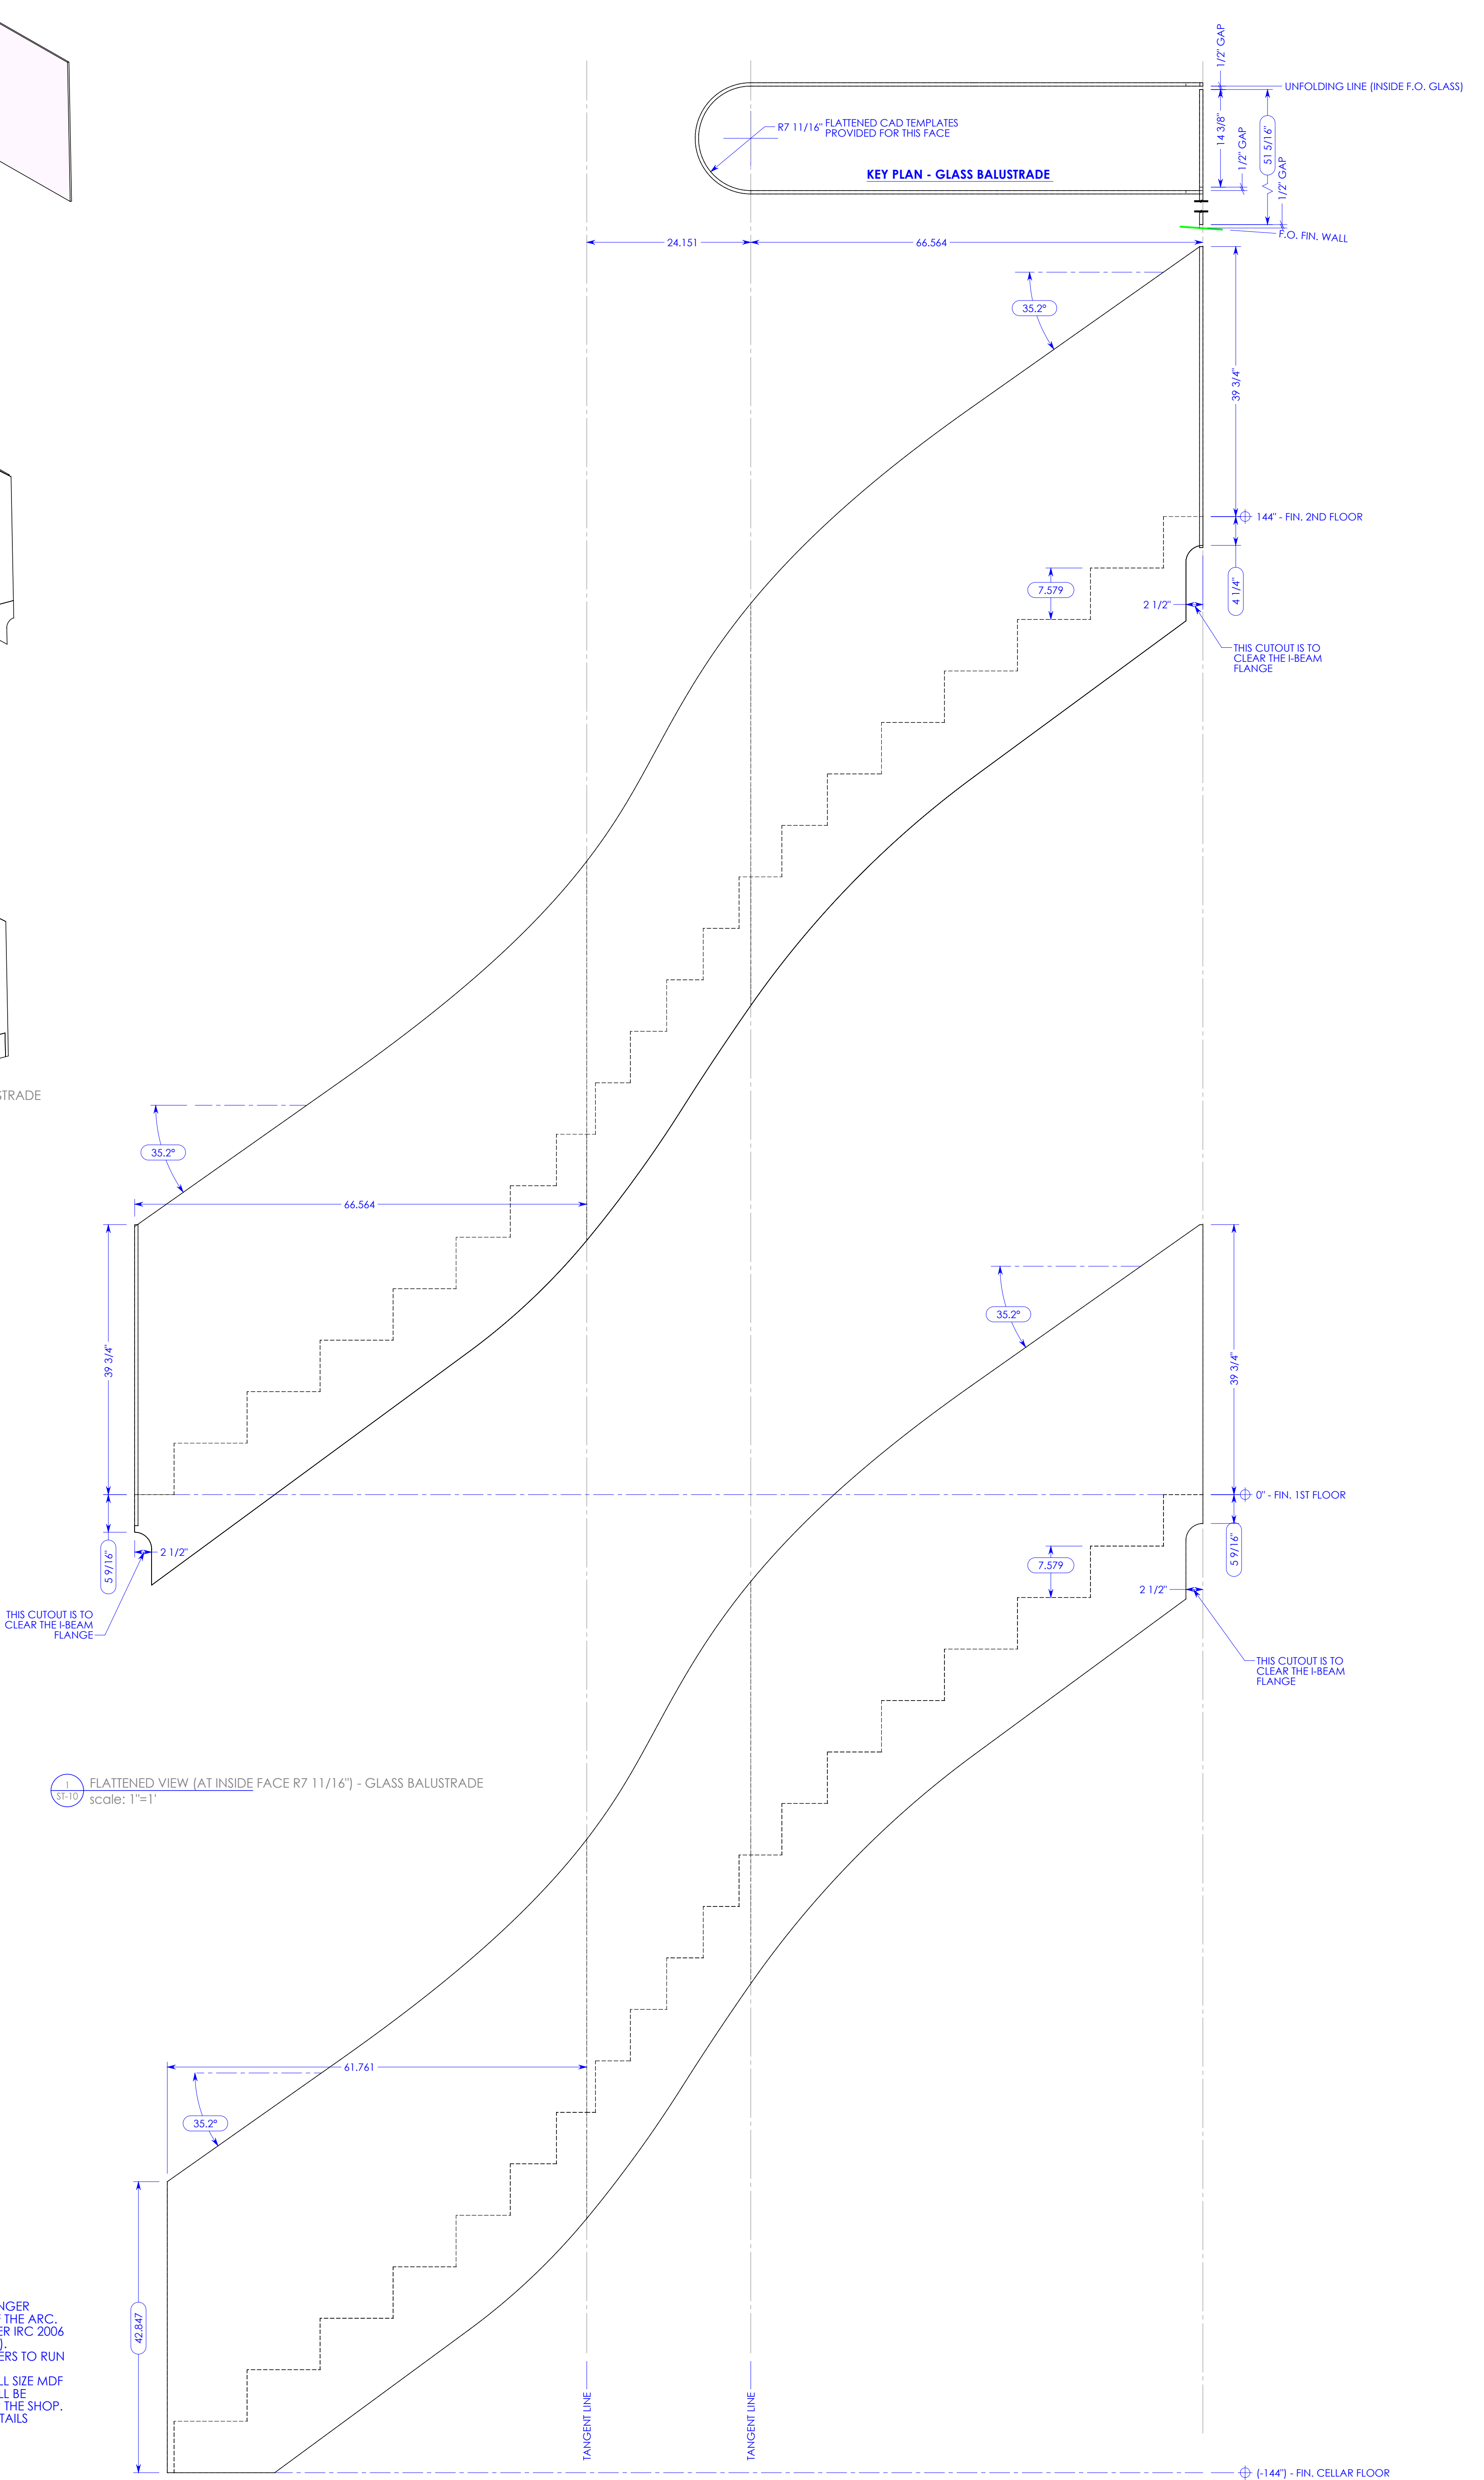 1/2" GAP
UNFOLDING LINE (INSIDE F.O. GLASS)
R7 11/16"
FLATTENED CAD TEMPLATES
PROVIDED FOR THIS FACE
14 3/8"
1/2" GAP
51 5/16"
1/2" GAP
KEY PLAN - GLASS BALUSTRADE
F.O. FIN. WALL
24.151
66.564
35.2°
39 3/4"
144" - FIN. 2ND FLOOR
7.579
4 1/4"
2 1/2"
THIS CUTOUT IS TO
CLEAR THE I-BEAM
FLANGE
STRADE
35.2°
66.564
39 3/4"
35.2°
39 3/4"
0" - FIN. 1ST FLOOR
5 9/16"
2 1/2"
7.579
5 9/16"
2 1/2"
THIS CUTOUT IS TO
CLEAR THE I-BEAM
FLANGE
THIS CUTOUT IS TO
CLEAR THE I-BEAM
FLANGE
1
ST-10
FLATTENED VIEW (AT INSIDE FACE R7 11/16") - GLASS BALUSTRADE
scale: 1"=1'
61.761
35.2°
42.847
NGER
F THE ARC.
ER IRC 2006
).
ERS TO RUN
LL SIZE MDF
LL BE
THE SHOP.
TAILS
TANGENT LINE
TANGENT LINE
(-144") - FIN. CELLAR FLOOR